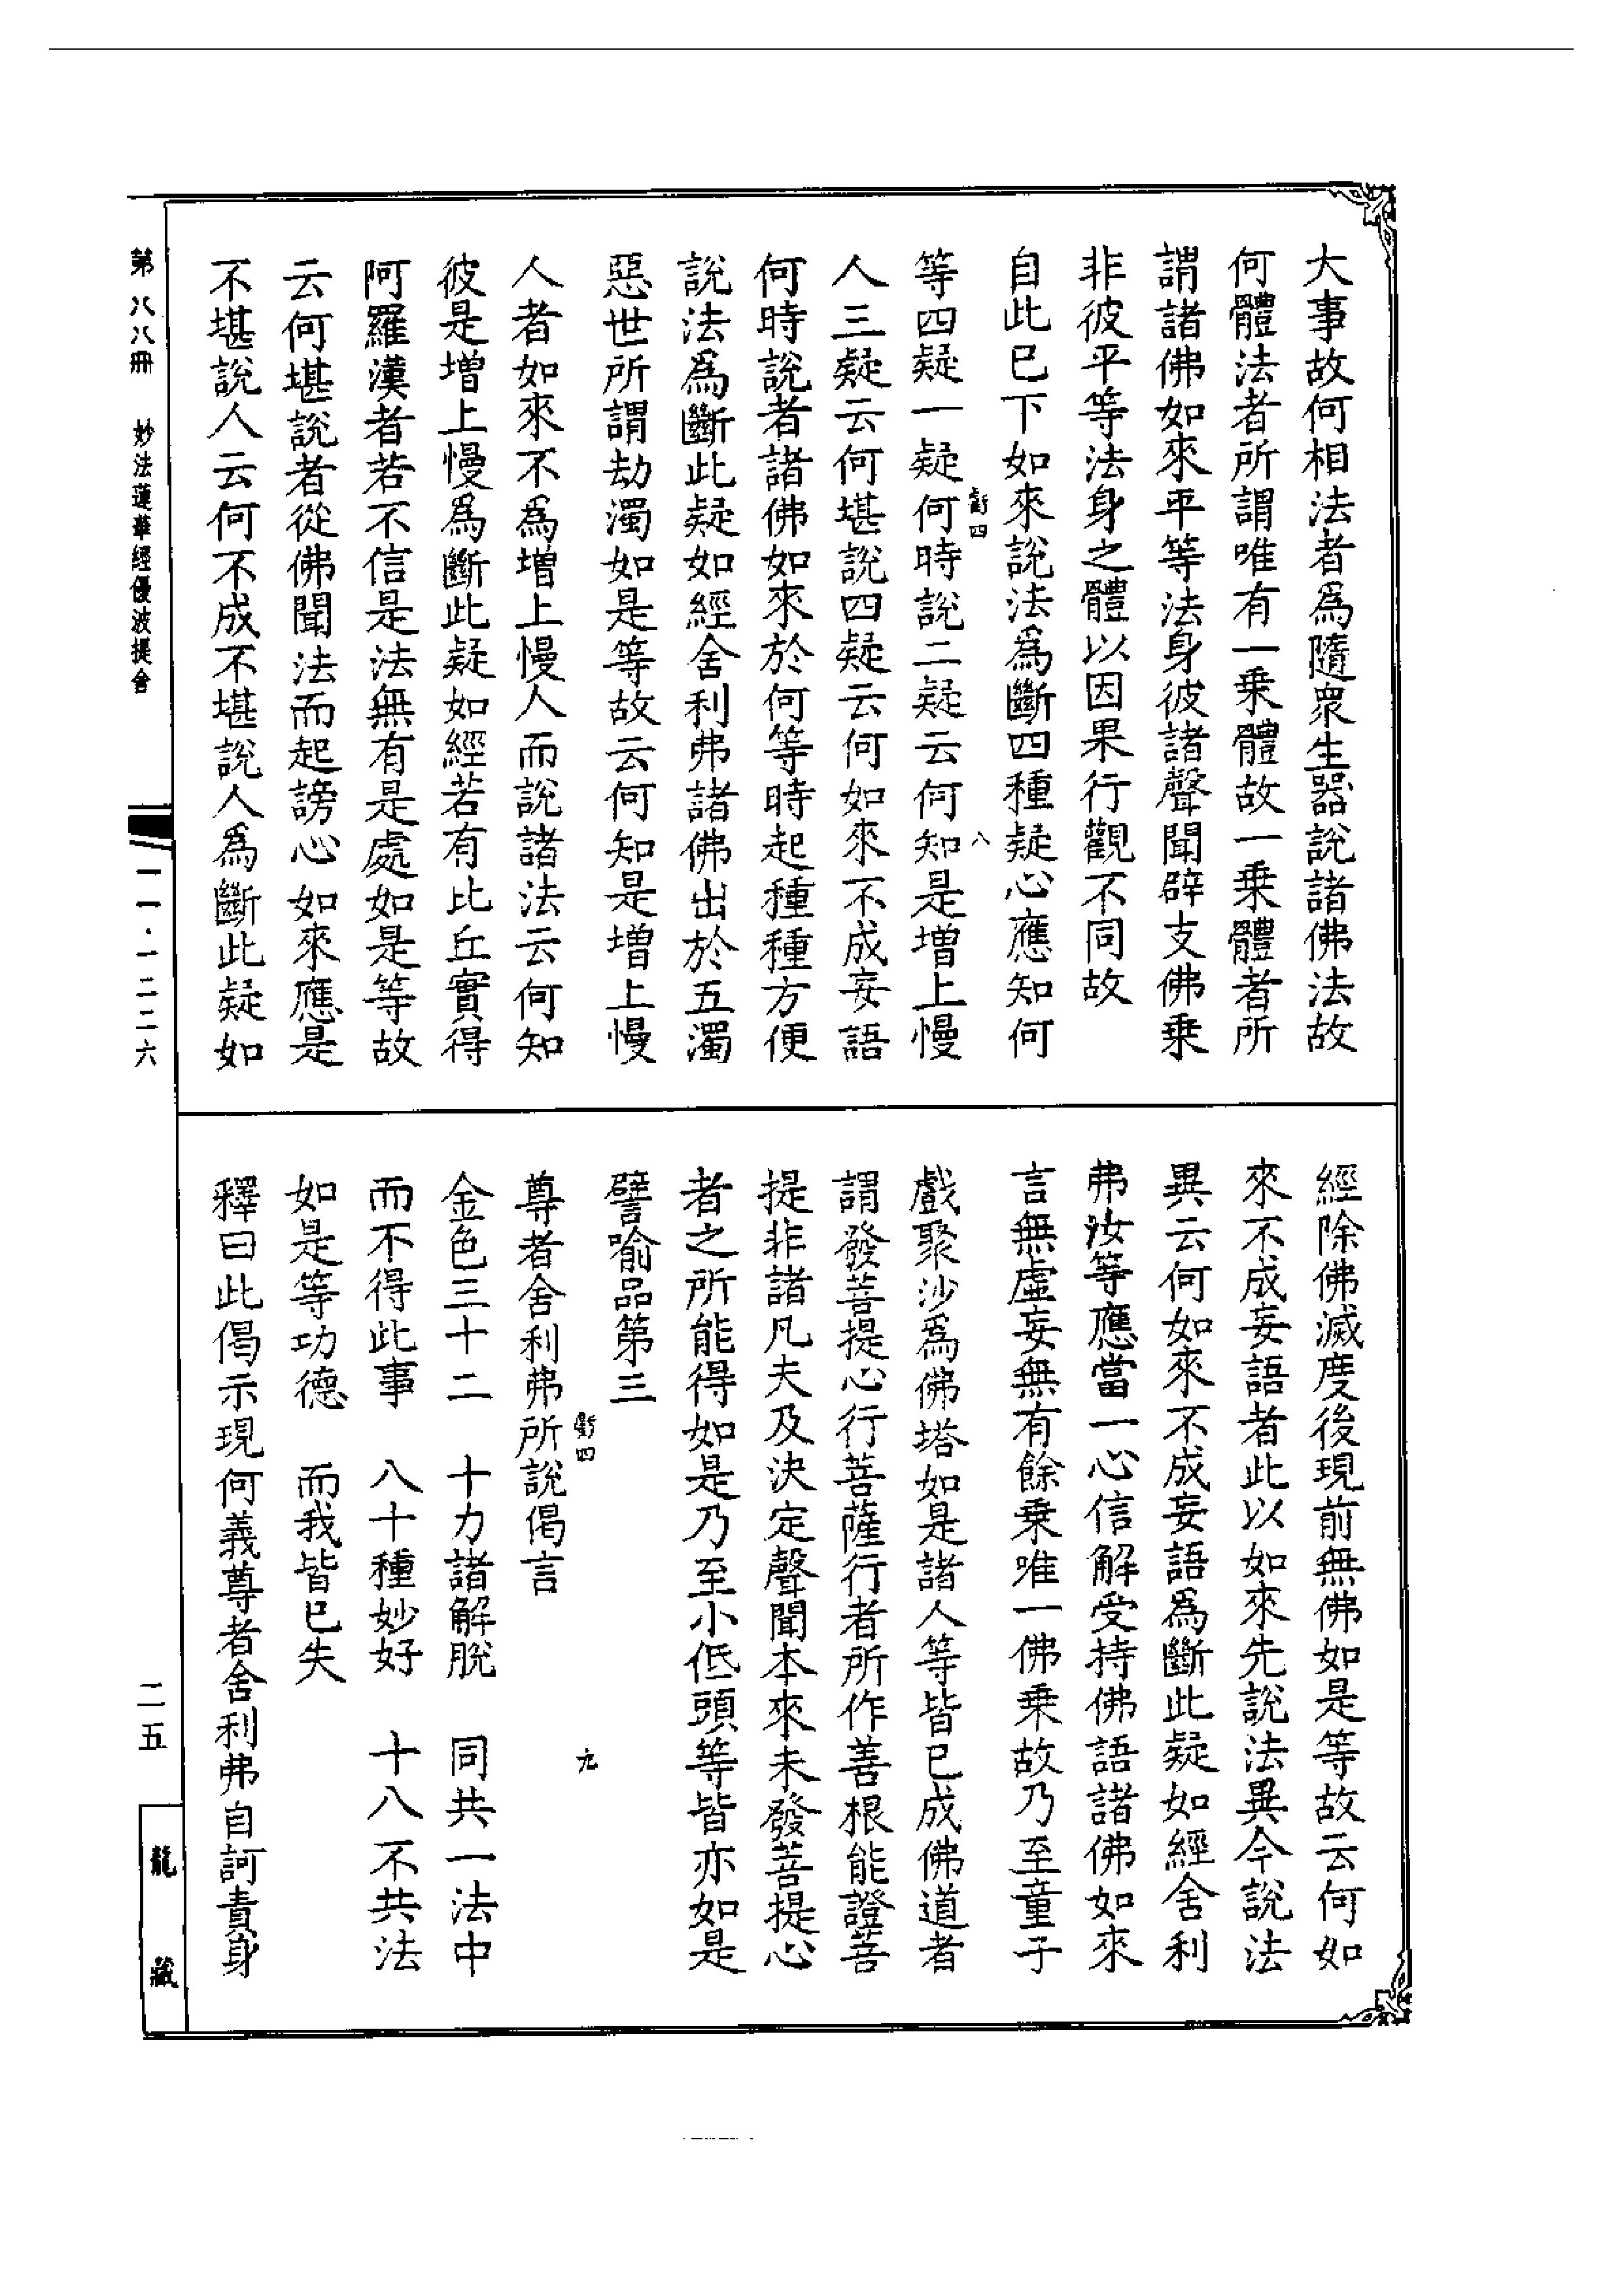 大事故何相法者爲隨衆生器說諸佛法故
何體法者所謂唯有一乗體故一乗體者所
謂諸佛如來平等法身彼諸聲聞辟支佛乗
非彼平等法身之體以因果行觀不同故
自此已下如來說法爲斷四種疑心應知何
等四疑一疑何時說二疑云何知是增上慢
人三疑云何堪說四疑云何如來不成妄語
何時說者諸佛如來於何等時起種種方便
說法爲斷此疑如經舍利弗諸佛出於五濁
惡世所謂劫濁如是等故云何知是增上慢
人者如來不爲增上慢人而說諸法云何知
彼是增上慢爲斷此疑如經若有比丘實得
阿羅漢者若不信是法無有是處如是等故
云何堪說者從佛聞法而起謗心如來應是
不堪說人云何不成不堪說人爲斷此疑如
經除佛滅度後現前無佛如是等故云何如
來不成妄語者此以如來先說法異今說法
異云何如來不成妄語爲斷此疑如經舍利
弗汝等應當一心信解受持佛語諸佛如來
言無虛妄無有餘乗唯一佛乗故乃至童子
戲聚沙爲佛塔如是諸人等皆已成佛道者
謂發菩提心行菩薩行者所作善根能證菩
提非諸凡夫及決定聲聞本來未發菩提心
者之所能得如是乃至小低頭等皆亦如是
譬喻品第三
尊者舍利弗所說偈言
金色三十二　十力諸解脫　同共一法中
而不得此事　八十種妙好　十八不共法
如是等功德　而我皆已失
釋曰此偈示現何義尊者舍利弗自訶責身
四　八
四　九
第八八冊　妙法蓮華經優波提舍
一一·一二二六
二五
龍藏